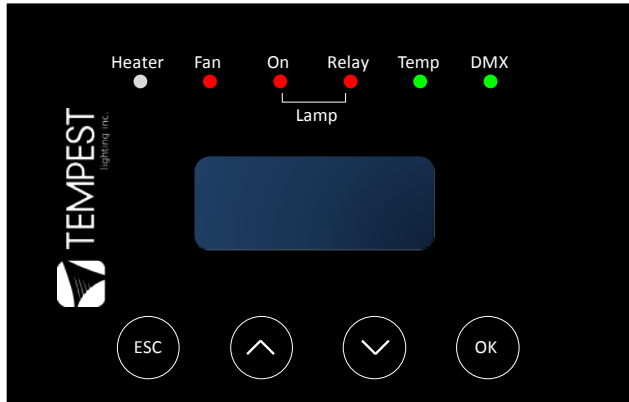 Heater Fan On Relay Temp DMX
Lamp
TEMPEST
lighting inc.
ESC OK